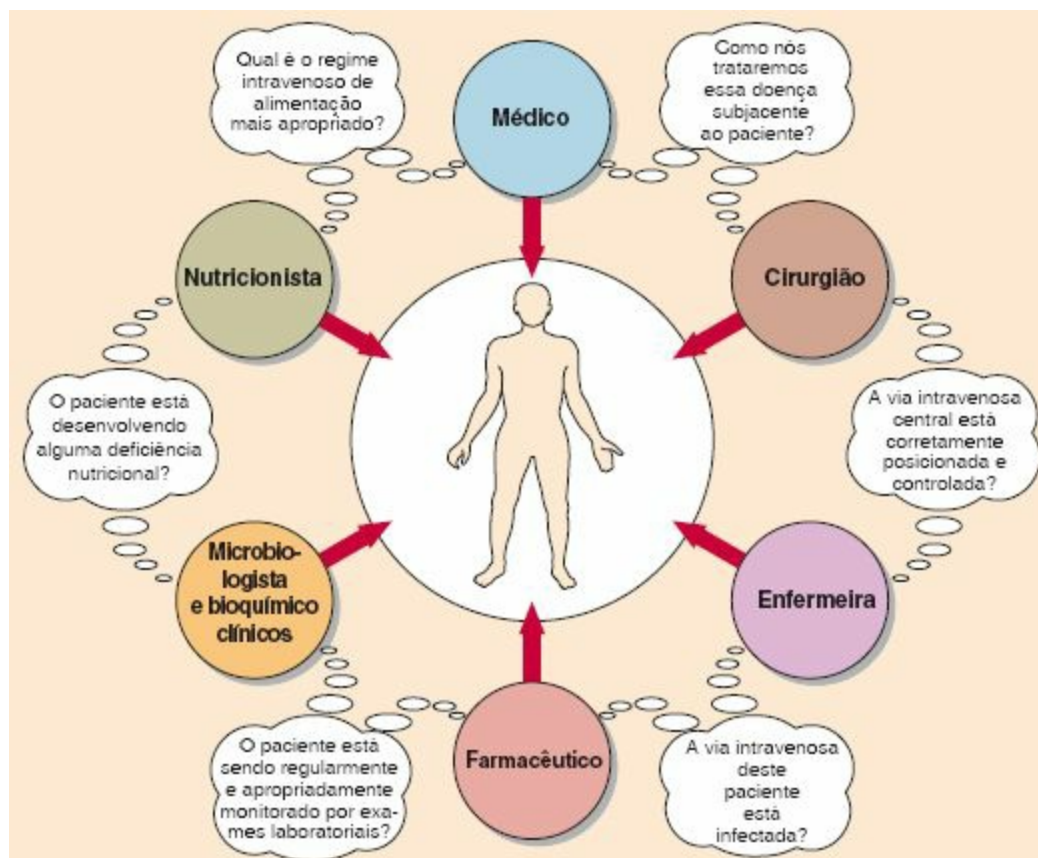 Qual é o regime
intravenoso de
alimentação
mais apropriado?
Médico
Como nós
trataremos
essa doença
subjacente
ao paciente?
Nutricionista
Cirurgião
O paciente está
desenvolvendo
alguma deficiência
nutricional?
A via intravenosa
central está
corretamente
posicionada e
controlada?
Microbio-
logista
e bioquímico
clínicos
Enfermeira
O paciente está
sendo regularmente
e apropriadamente
monitorado por exa-
mes laboratoriais?
Farmacêutico
A via intravenosa
deste
paciente
está
infectada?